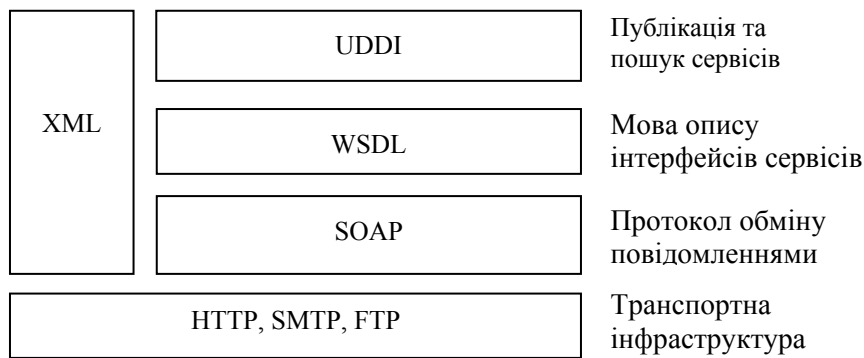 UDDI
Публікація та
пошук сервісів
XML
WSDL
Мова опису
інтерфейсів сервісів
SOAP
Протокол обміну
повідомленнями
HTTP, SMTP, FTP
Транспортна
інфраструктура